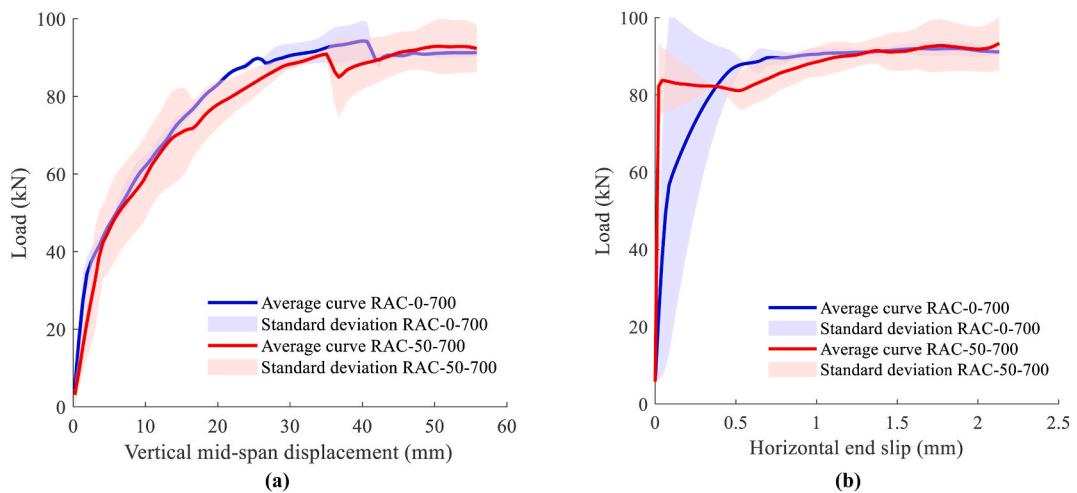 100
80
60
40
20
0
Load (kN)
Average curve RAC-0-700
Standard deviation RAC-0-700
Average curve RAC-50-700
Standard deviation RAC-50-700
0 10 20 30 40 50 60
Vertical mid-span displacement (mm)
(a)
100
80
60
40
20
0
Load (kN)
Average curve RAC-0-700
Standard deviation RAC-0-700
Average curve RAC-50-700
Standard deviation RAC-50-700
0 0.5 1 1.5 2 2.5
Horizontal end slip (mm)
(b)